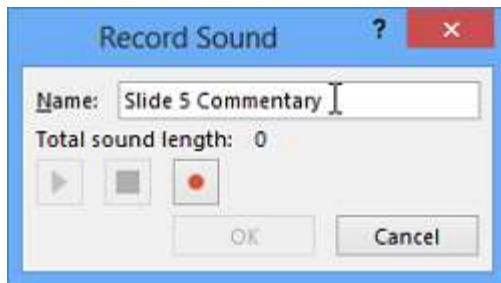 Record Sound ? ×
Name: Slide 5 Commentary
Total sound length: 0
OK Cancel